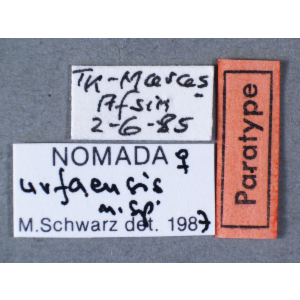 TK-Maras
Afsin
2-6-85
NOMADA ♀
urfaensis
n.sp.
M.Schwarz det. 1987
Paratype